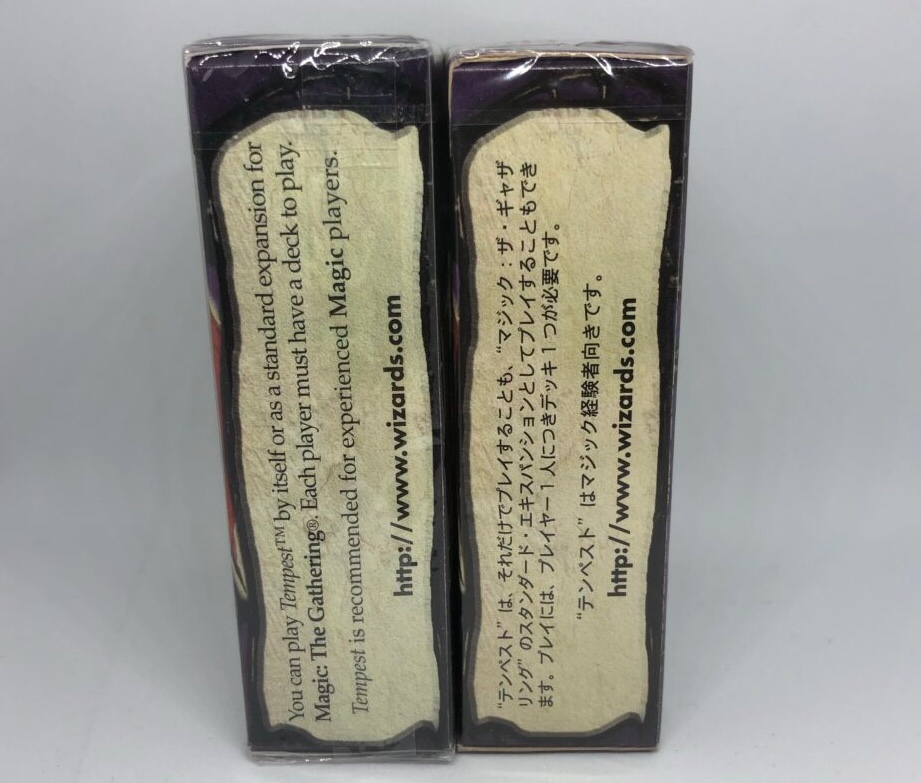 You can play Tempest™ by itself or as a standard expansion for
Magic: The Gathering®. Each player must have a deck to play.
Tempest is recommended for experienced Magic players.
http://www.wizards.com
“テンペスト” は、それだけでプレイすることも、“マジック：ザ・ギャザ
リング” のスタンダード・エキスパンションとしてプレイすることもでき
ます。プレイには、プレイヤー1人につきデッキ1つが必要です。
“テンペスト” はマジック経験者向きです。
http://www.wizards.com